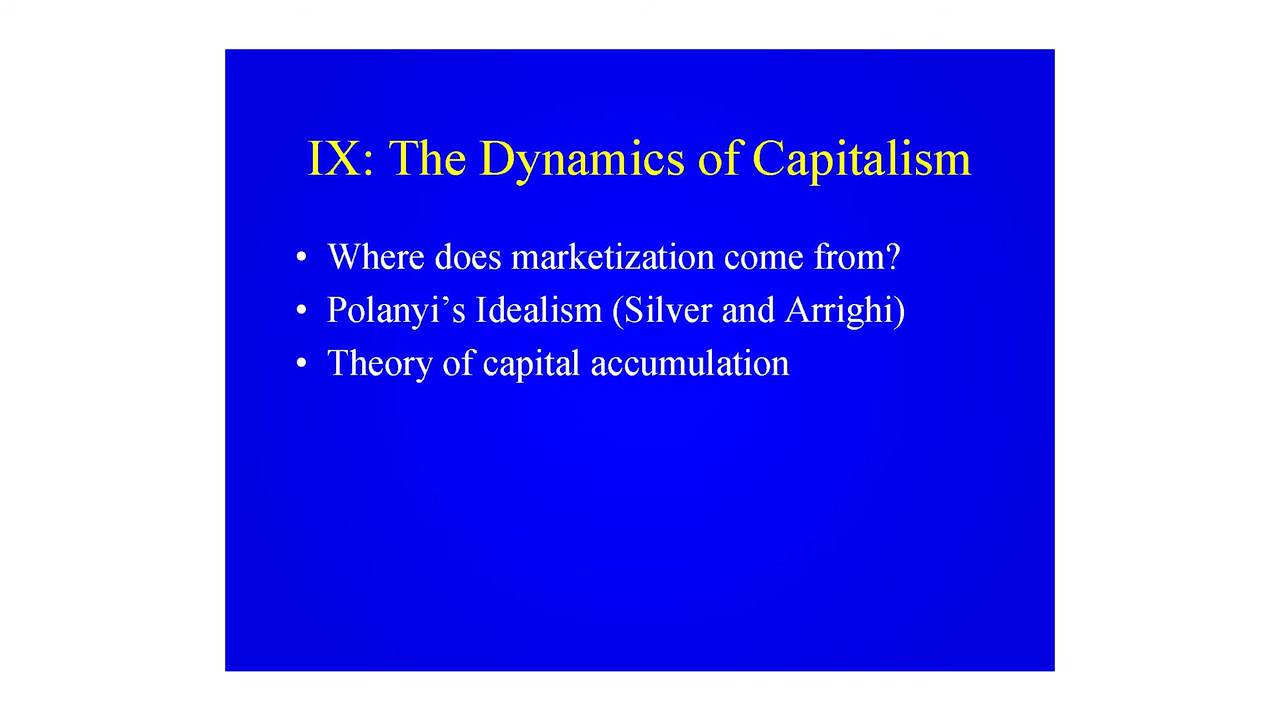 IX: The Dynamics of Capitalism
• Where does marketization come from?
• Polanyi’s Idealism (Silver and Arrighi)
• Theory of capital accumulation